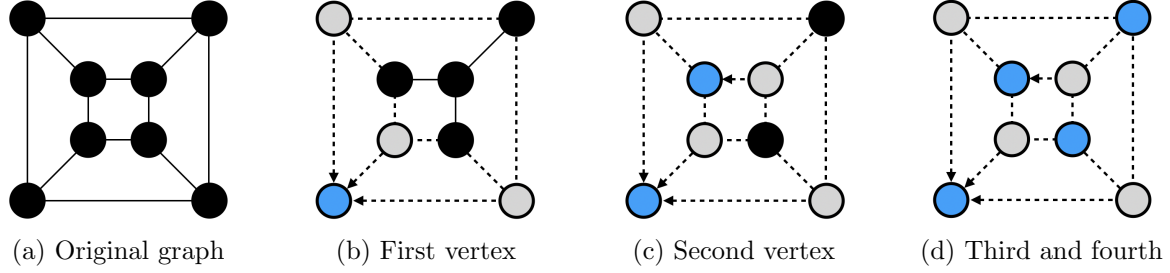 (a) Original graph
(b) First vertex
(c) Second vertex
(d) Third and fourth